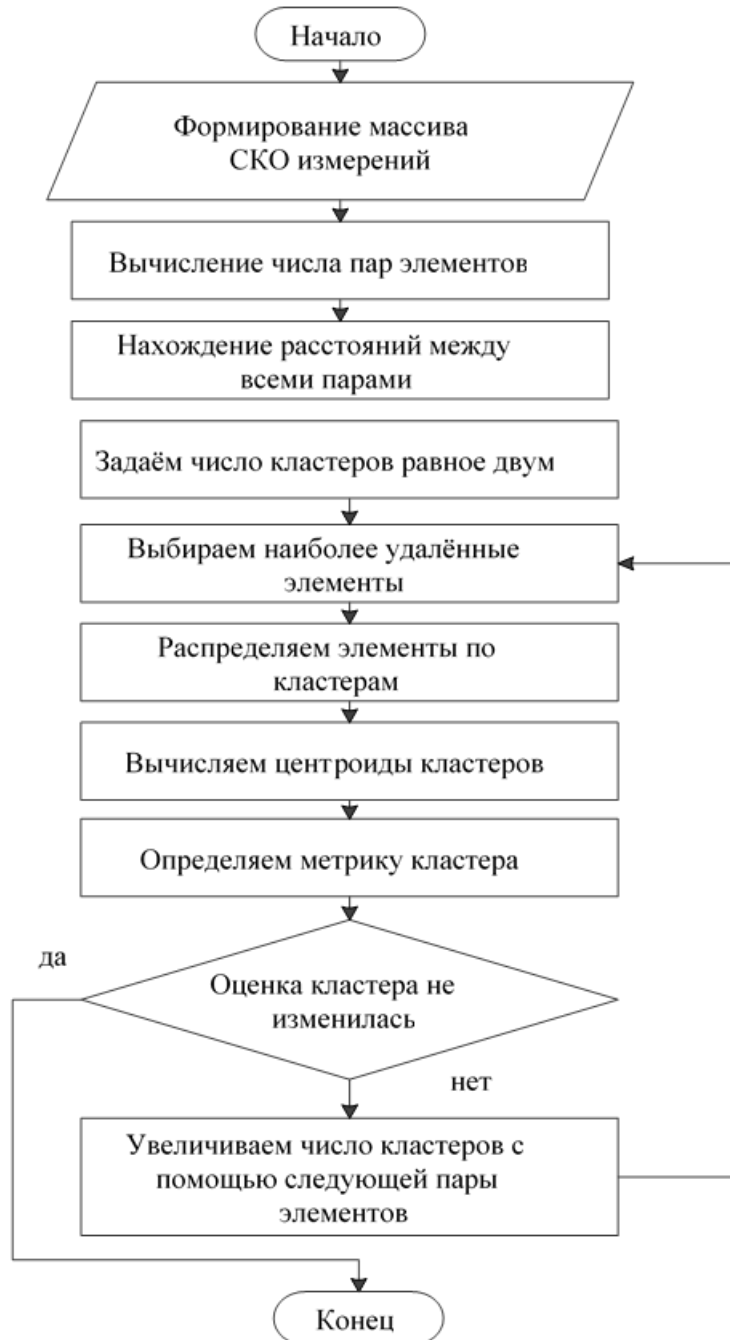 Начало
Формирование массива
СКО измерений
Вычисление числа пар элементов
Нахождение расстояний между
всеми парами
Задаём число кластеров равное двум
Выбираем наиболее удалённые
элементы
Распределяем элементы по
кластерам
Вычисляем центроиды кластеров
Определяем метрику кластера
да
Оценка кластера не
изменилась
нет
Увеличиваем число кластеров с
помощью следующей пары
элементов
Конец